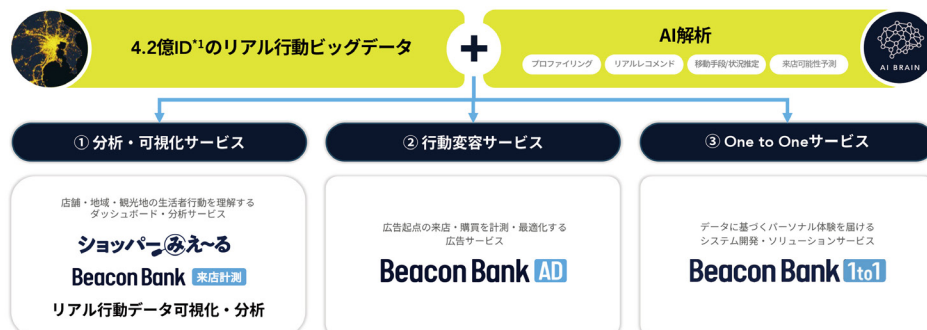 4.2億ID*1のリアル行動ビッグデータ
+
AI解析
プロファイリング
リアルレコメンド
移動手段/状況推定
来店可能性予測
AI BRAIN
① 分析・可視化サービス
② 行動変容サービス
③ One to Oneサービス
店舗・地域・観光地の生活者行動を理解する
ダッシュボード・分析サービス
ショッパーみえ〜る
Beacon Bank 来店計測
リアル行動データ可視化・分析
広告起点の来店・購買を計測・最適化する
広告サービス
Beacon Bank AD
データに基づくパーソナル体験を届ける
システム開発・ソリューションサービス
Beacon Bank 1to1